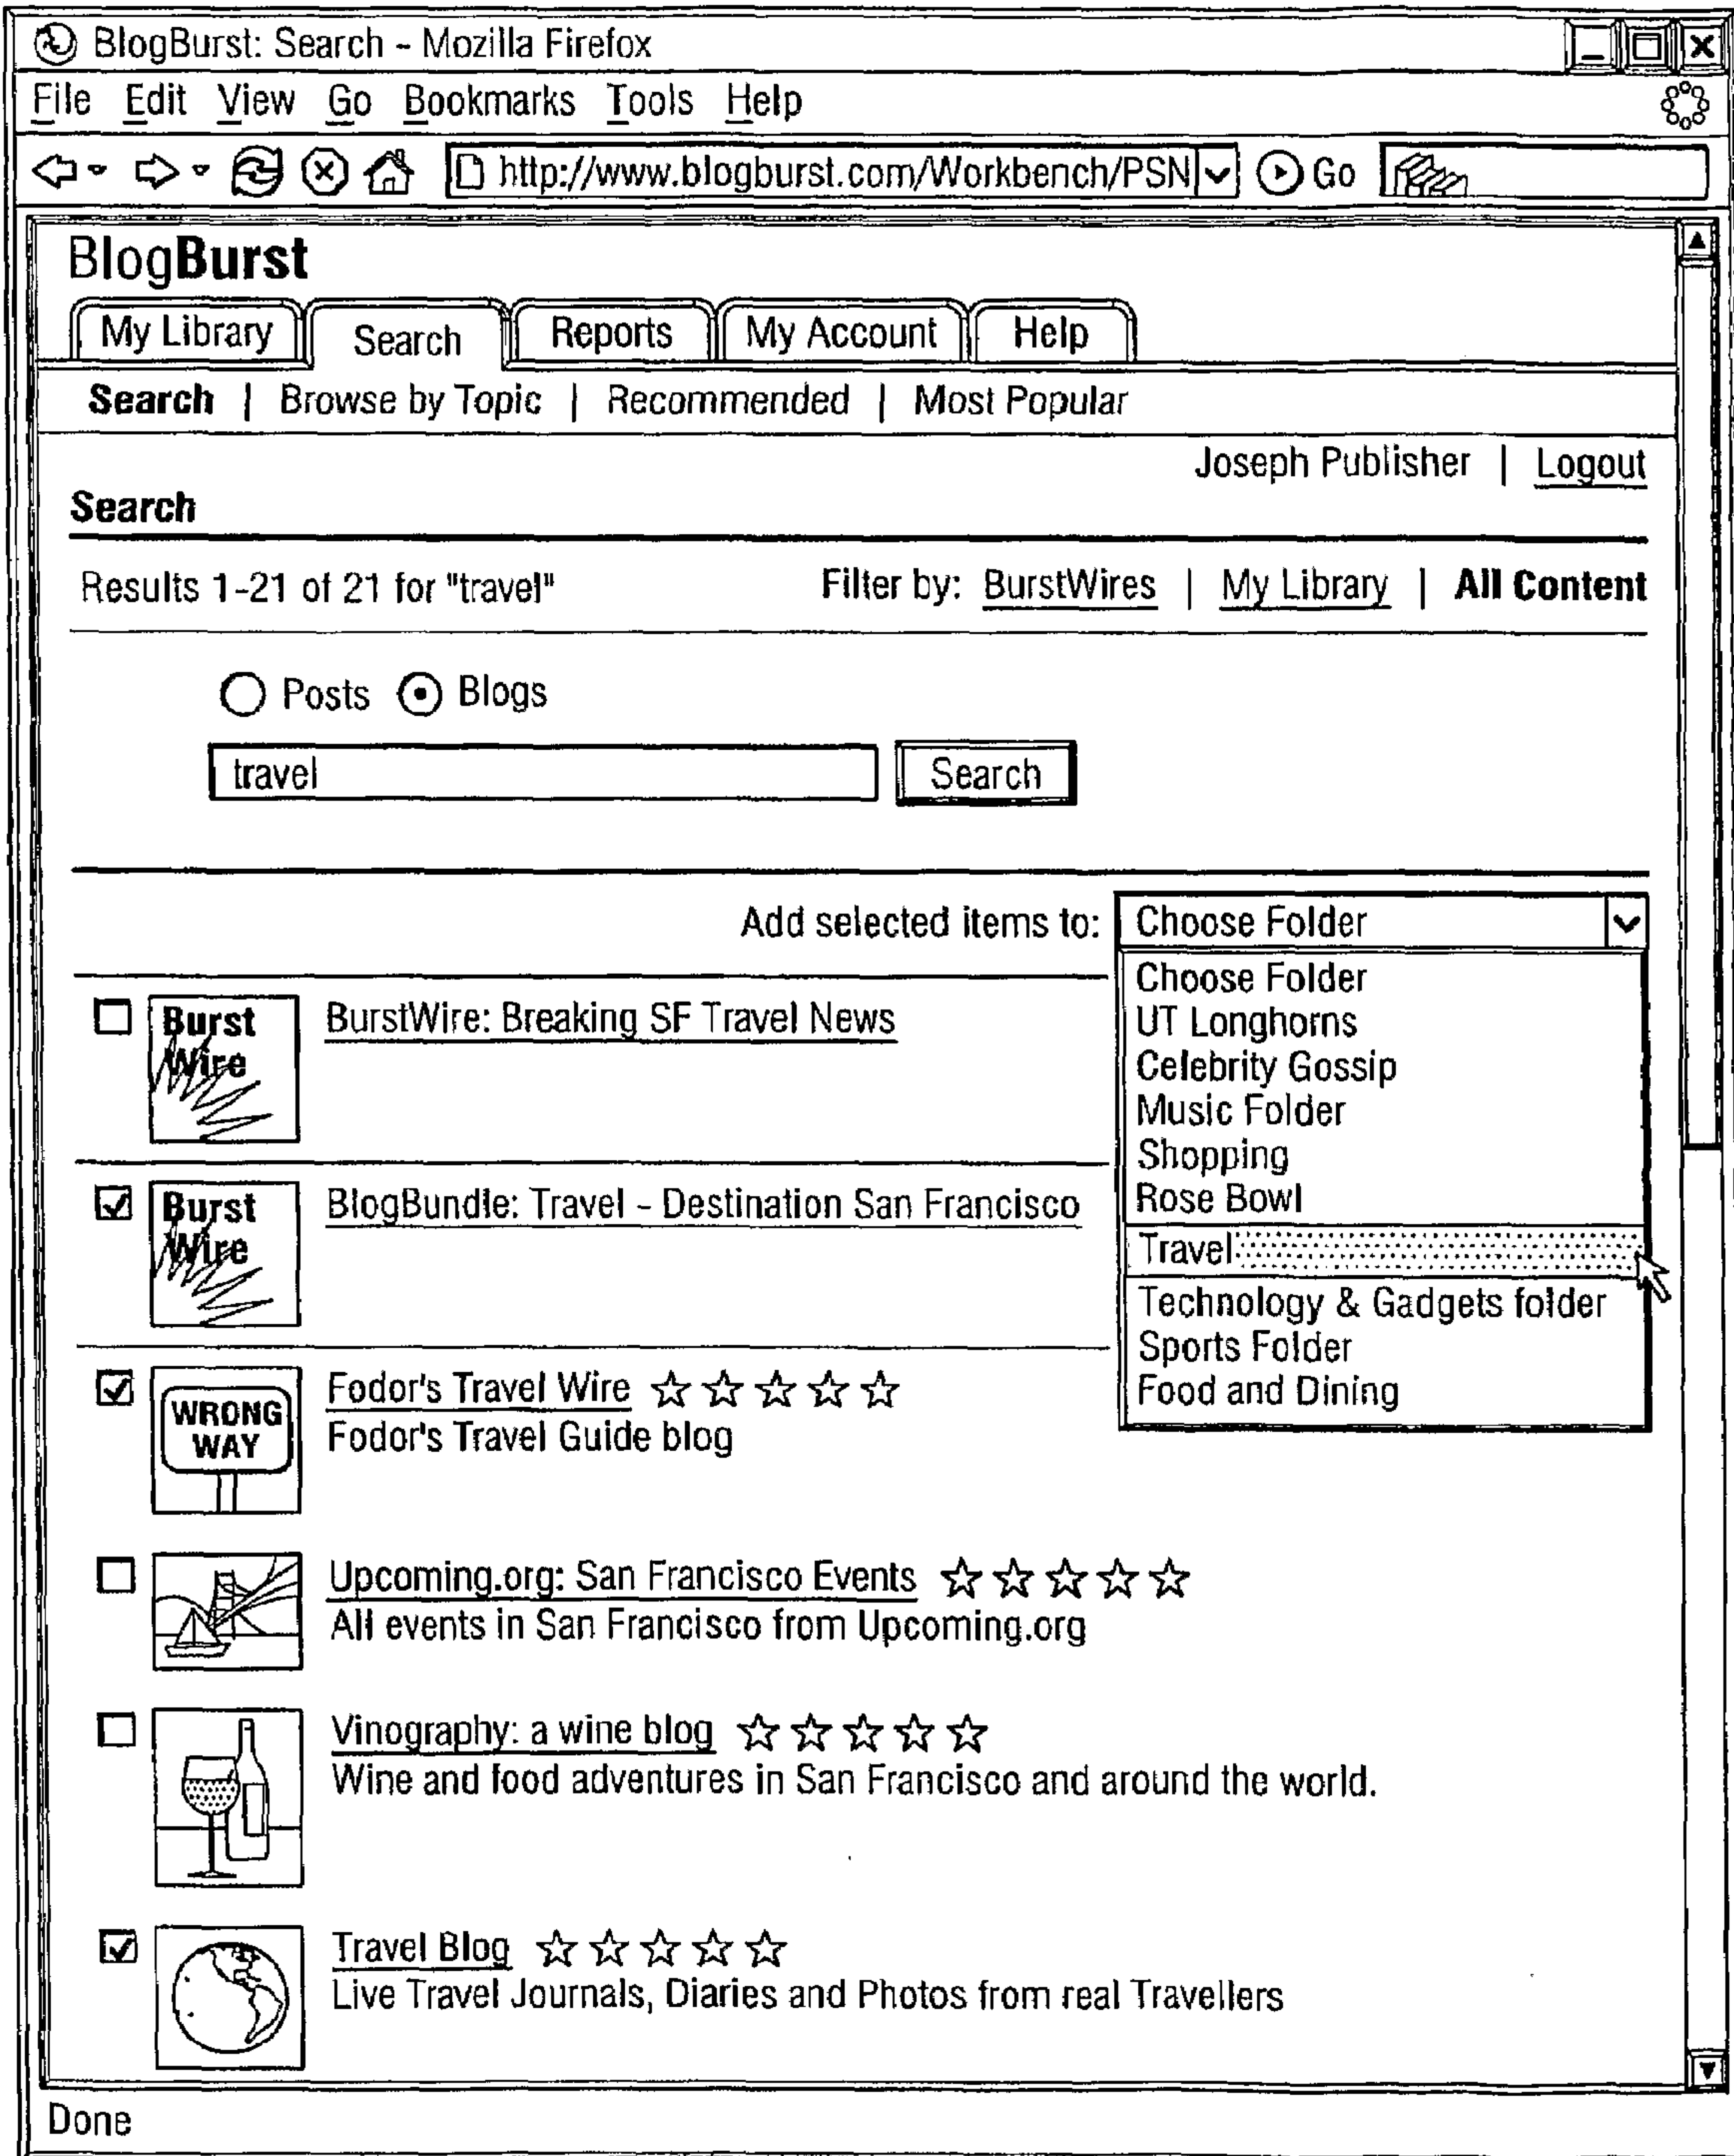 BlogBurst: Search - Mozilla Firefox
File Edit View Go Bookmarks Tools Help
http://www.blogburst.com/Workbench/PSN Go
BlogBurst
My Library Search Reports My Account Help
Search | Browse by Topic | Recommended | Most Popular
Joseph Publisher | Logout
Search
Results 1-21 of 21 for "travel" Filter by: BurstWires | My Library | All Content
Posts Blogs
travel Search
Add selected items to: Choose Folder
Choose Folder
UT Longhorns
Celebrity Gossip
Music Folder
Shopping
Rose Bowl
Travel
Technology & Gadgets folder
Sports Folder
Food and Dining
Burst
Wire
BurstWire: Breaking SF Travel News
Burst
Wire
BlogBundle: Travel - Destination San Francisco
WRONG
WAY
Fodor's Travel Wire
Fodor's Travel Guide blog
Upcoming.org: San Francisco Events
All events in San Francisco from Upcoming.org
Vinography: a wine blog
Wine and food adventures in San Francisco and around the world.
Travel Blog
Live Travel Journals, Diaries and Photos from real Travellers
Done